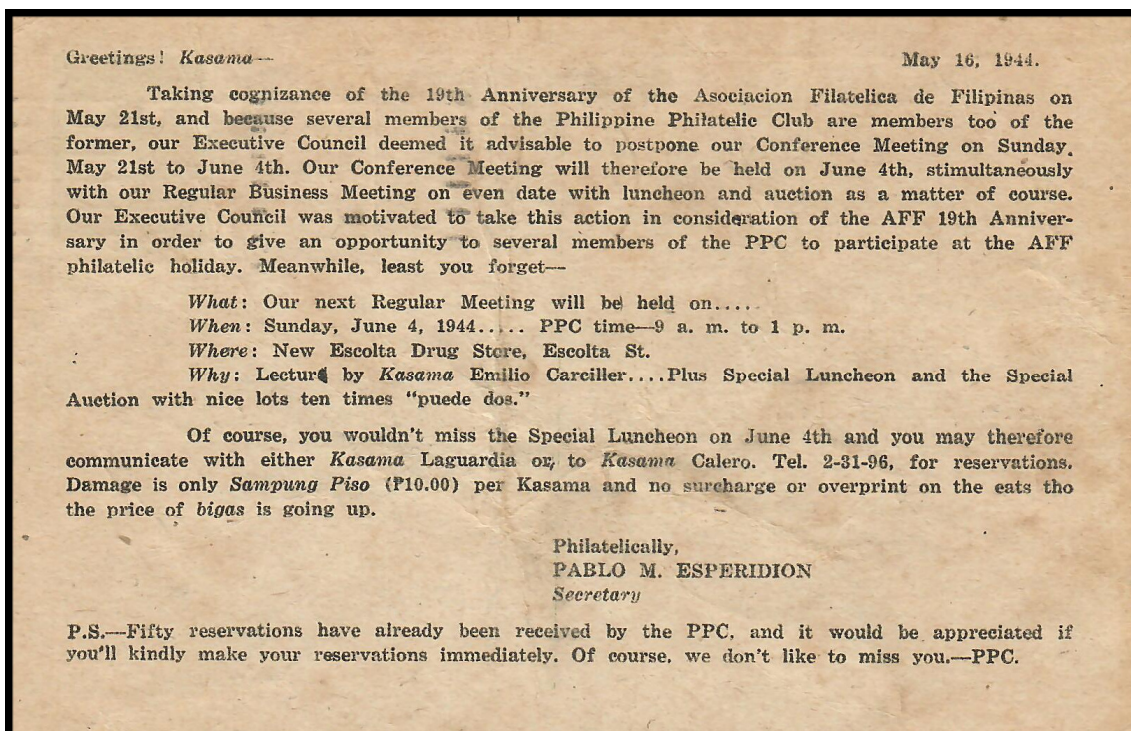 Greetings! Kasama— May 16, 1944.
Taking cognizance of the 19th Anniversary of the Asociacion Filatelica de Filipinas on
May 21st, and because several members of the Philippine Philatelic Club are members too of the
former, our Executive Council deemed it advisable to postpone our Conference Meeting on Sunday,
May 21st to June 4th. Our Conference Meeting will therefore be held on June 4th, stimultaneously
with our Regular Business Meeting on even date with luncheon and auction as a matter of course.
Our Executive Council was motivated to take this action in consideration of the AFF 19th Anniver-
sary in order to give an opportunity to several members of the PPC to participate at the AFF
philatelic holiday. Meanwhile, least you forget—
What: Our next Regular Meeting will be held on.....
When: Sunday, June 4, 1944..... PPC time—9 a. m. to 1 p. m.
Where: New Escolta Drug Store, Escolta St.
Why: Lecture by Kasama Emilio Carciller....Plus Special Luncheon and the Special
Auction with nice lots ten times "puede dos."
Of course, you wouldn't miss the Special Luncheon on June 4th and you may therefore
communicate with either Kasama Laguardia or, to Kasama Calero. Tel. 2-31-96, for reservations.
Damage is only Sampung Piso (₱10.00) per Kasama and no surcharge or overprint on the eats tho
the price of bigas is going up.
Philatelically,
PABLO M. ESPERIDION
Secretary
P.S.—Fifty reservations have already been received by the PPC, and it would be appreciated if
you'll kindly make your reservations immediately. Of course, we don't like to miss you.—PPC.